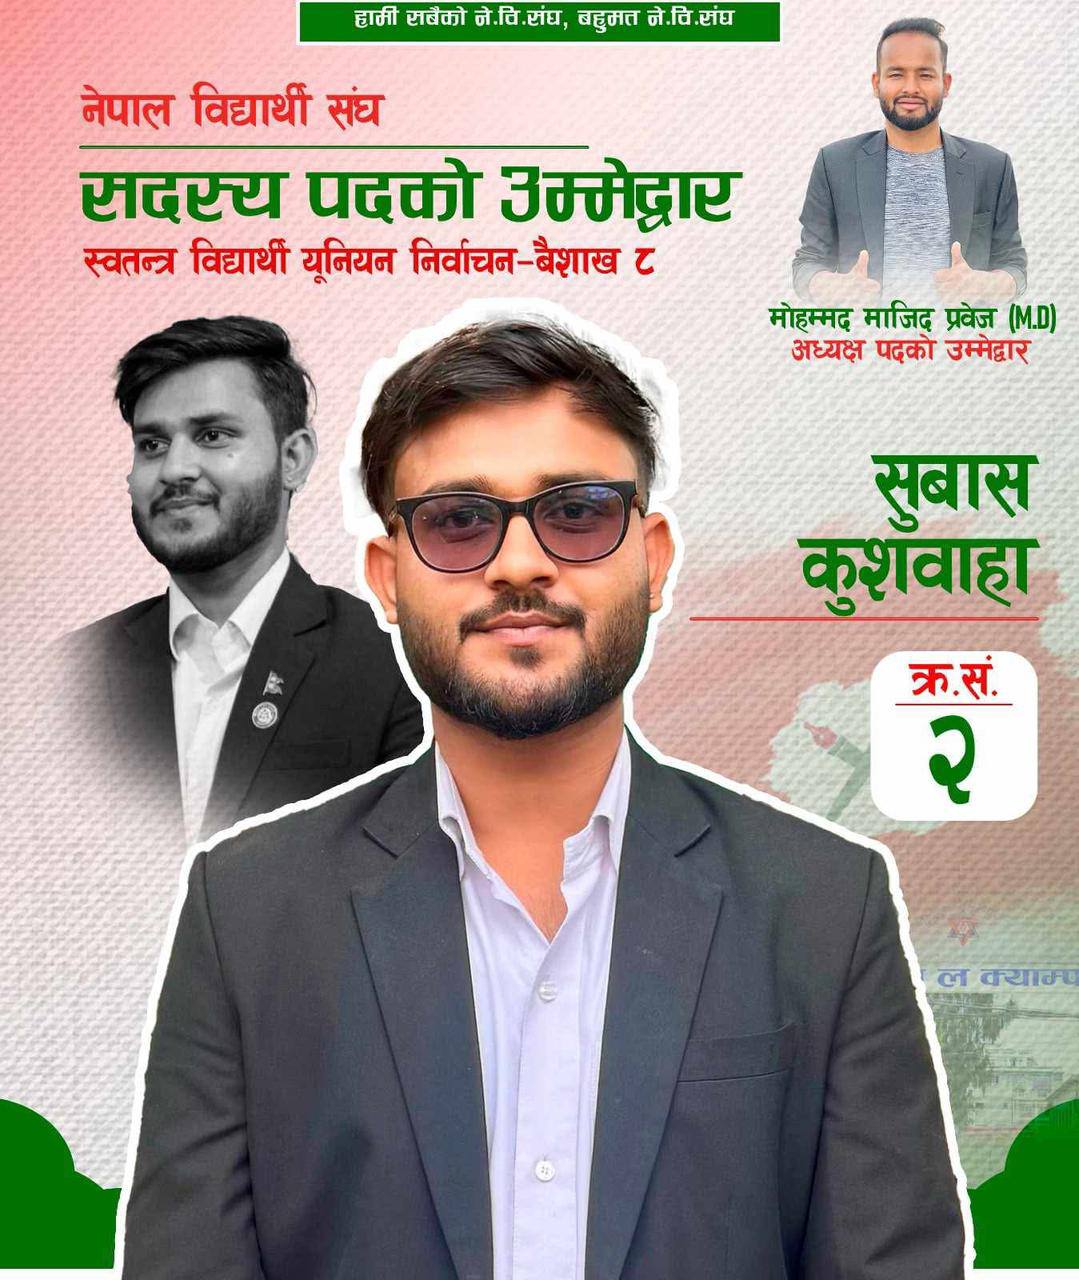 हामी सबैको ने.वि.संघ, बहुमत ने.वि.संघ
नेपाल विद्यार्थी संघ
सदस्य पदको उम्मेद्वार
स्वतन्त्र विद्यार्थी यूनियन निर्वाचन-बैशाख ८
मोहम्मद माजिद प्रवेज (M.D)
अध्यक्ष पदको उम्मेद्वार
सुबास
कुशवाहा
क्र.सं.
२
ल क्याम्प